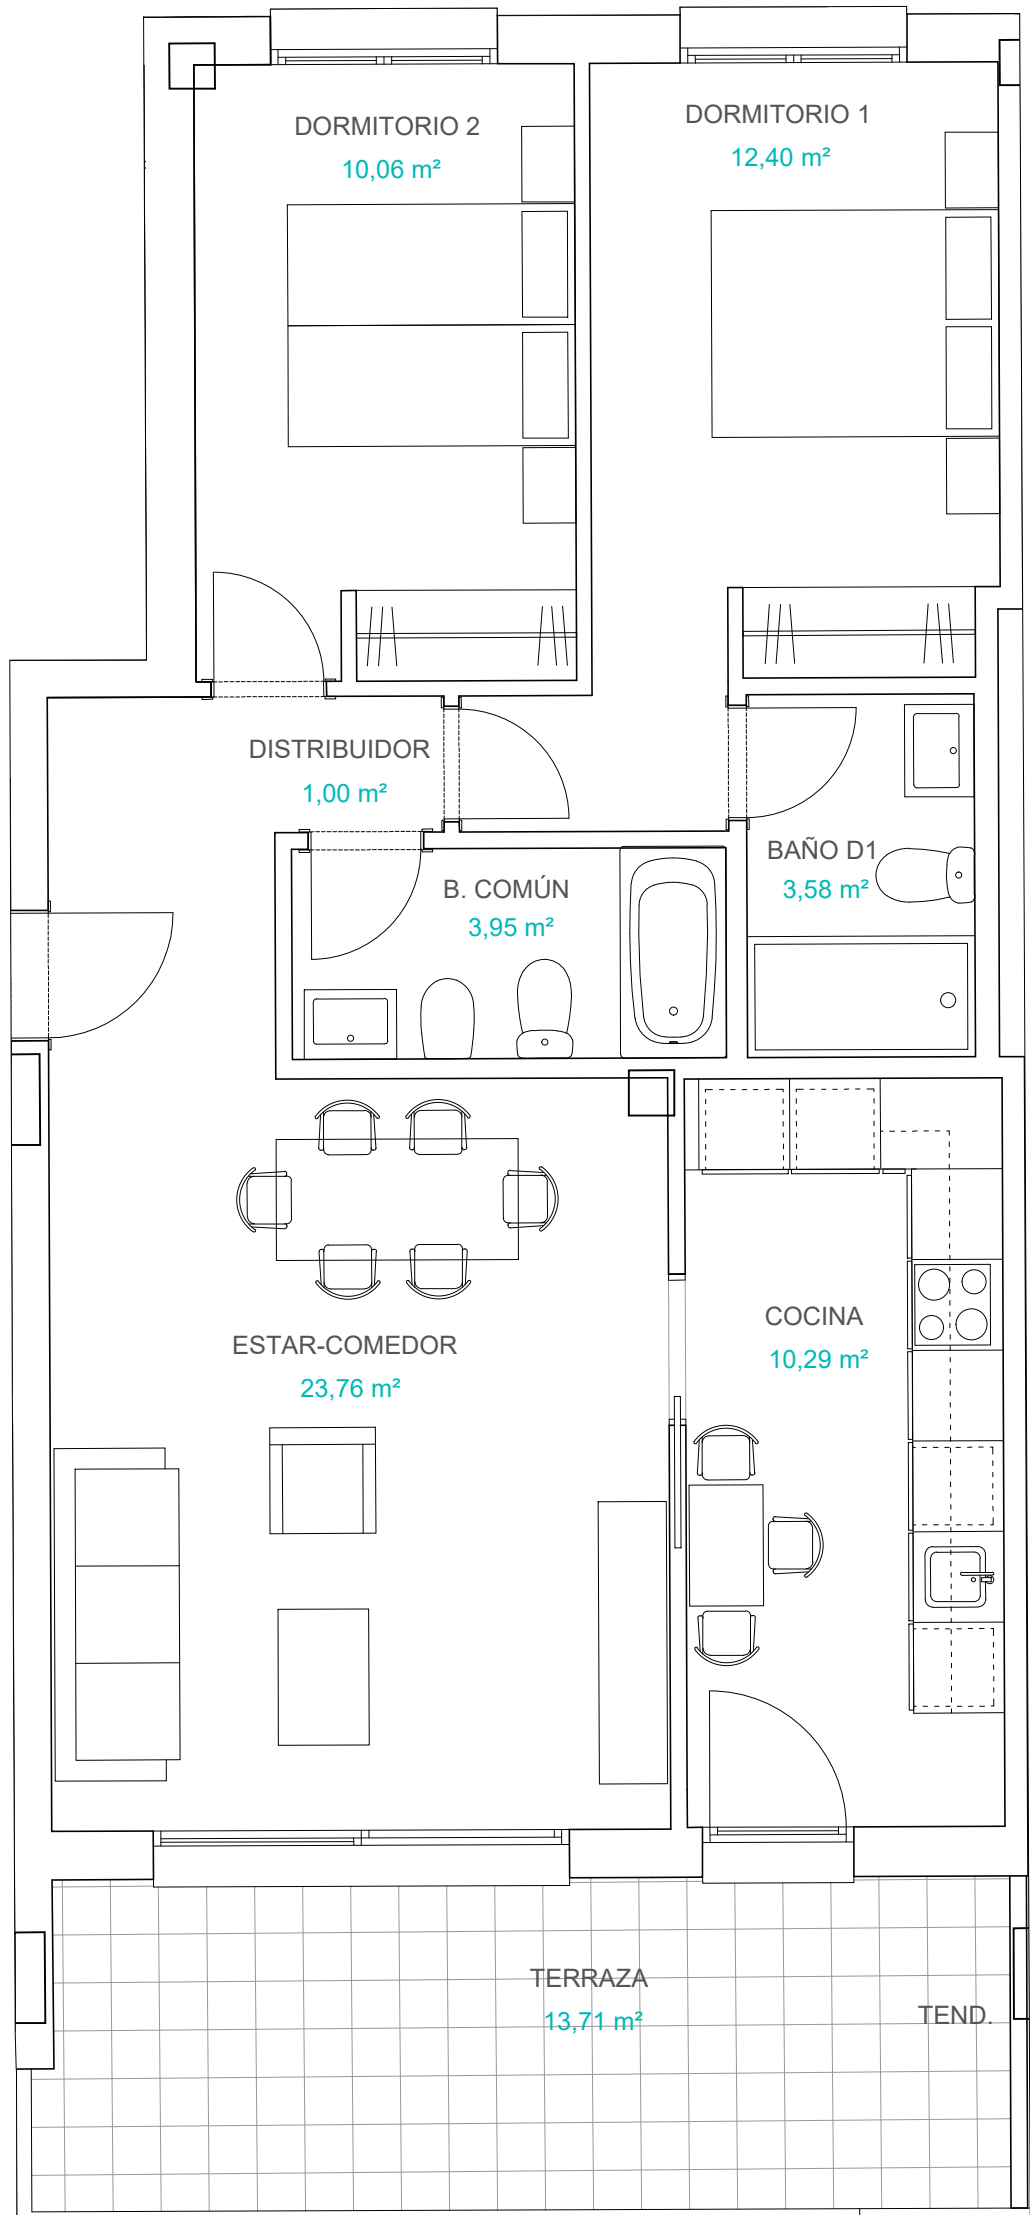 DORMITORIO 2
10,06 m²
DORMITORIO 1
12,40 m²
DISTRIBUIDOR
1,00 m²
B. COMÚN
3,95 m²
BAÑO D1
3,58 m²
ESTAR-COMEDOR
23,76 m²
COCINA
10,29 m²
TERRAZA
13,71 m²
TEND.